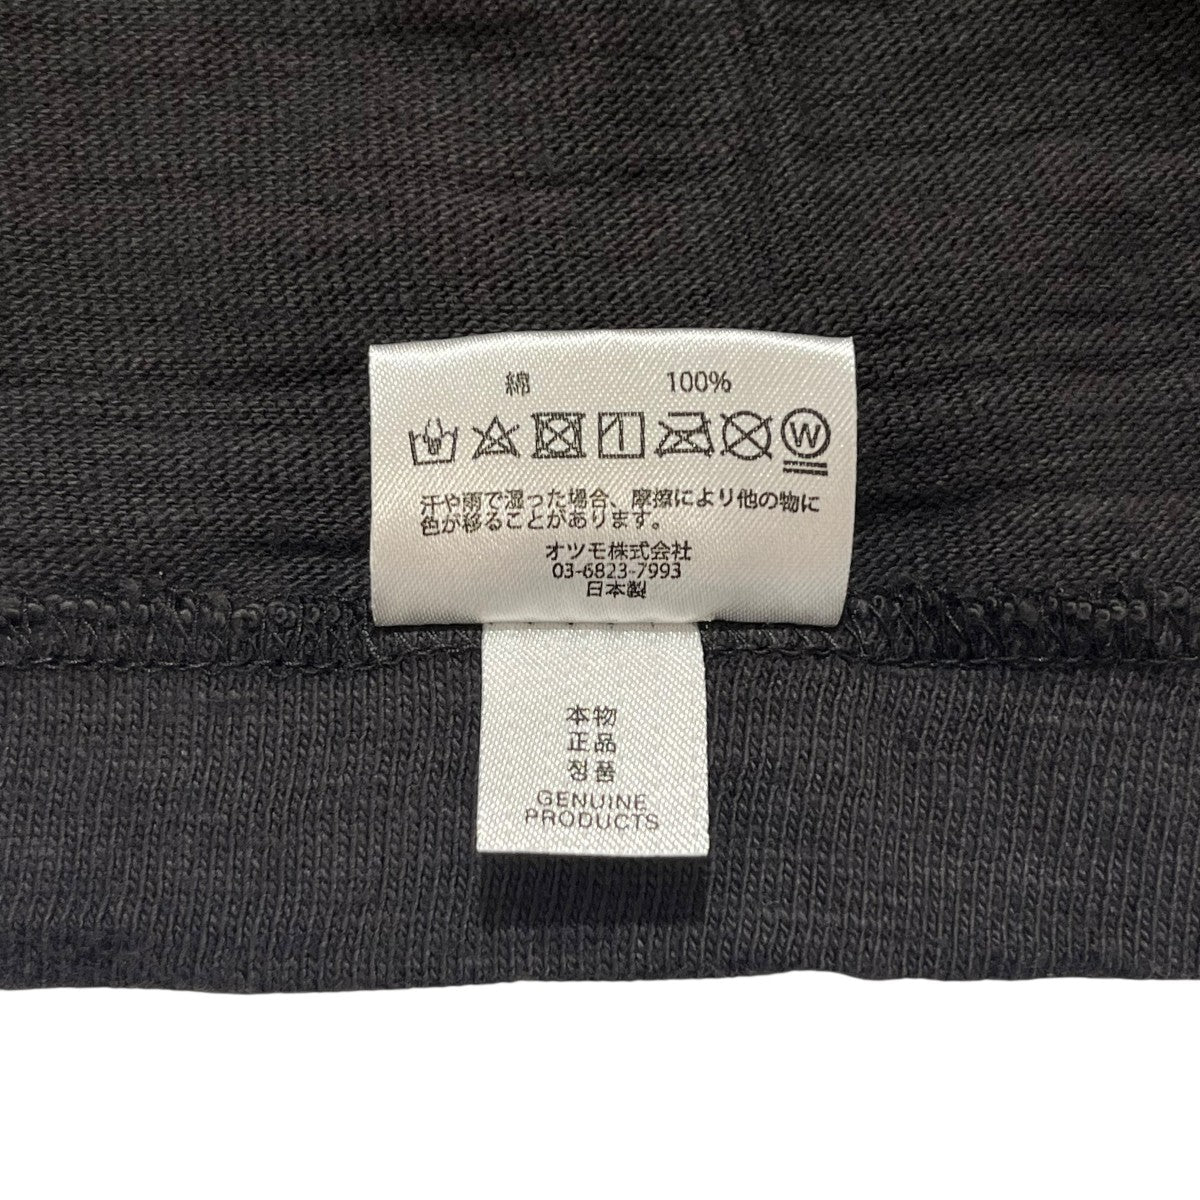 綿 100%
W
汗や雨で湿った場合、摩擦により他の物に
色が移ることがあります。
オツモ株式会社
03-6823-7993
日本製
本物
正品
정품
GENUINE
PRODUCTS